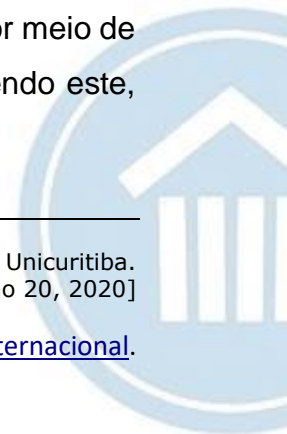 or meio de
endo este,
Unicuritiba.
o 20, 2020]
ternacional.